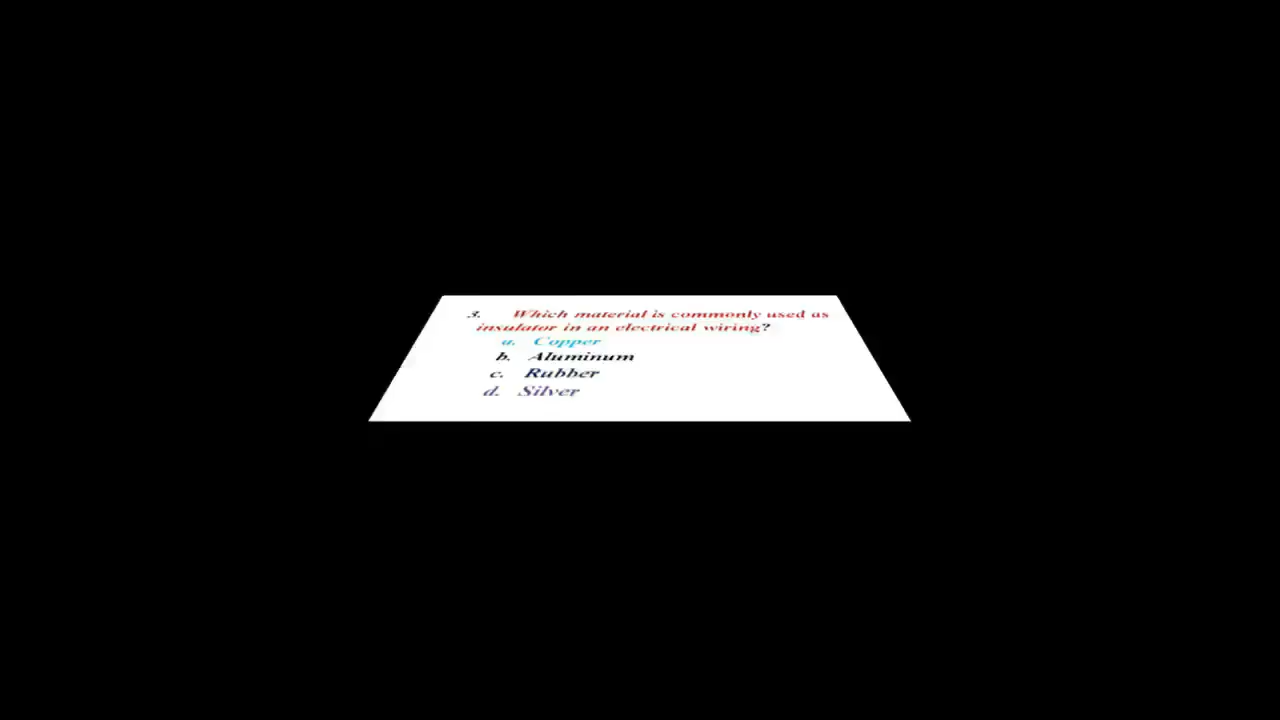 3. Which material is commonly used as
insulator in an electrical wiring?
a. Copper
b. Aluminum
c. Rubber
d. Silver